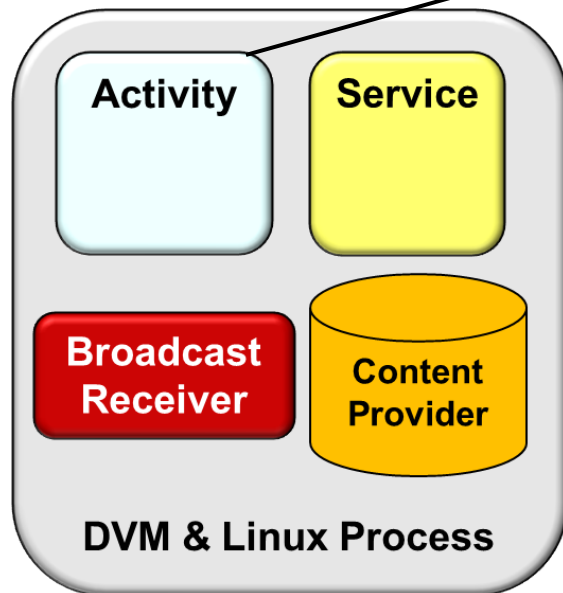 Activity
Service
Broadcast
Receiver
Content
Provider
DVM & Linux Process